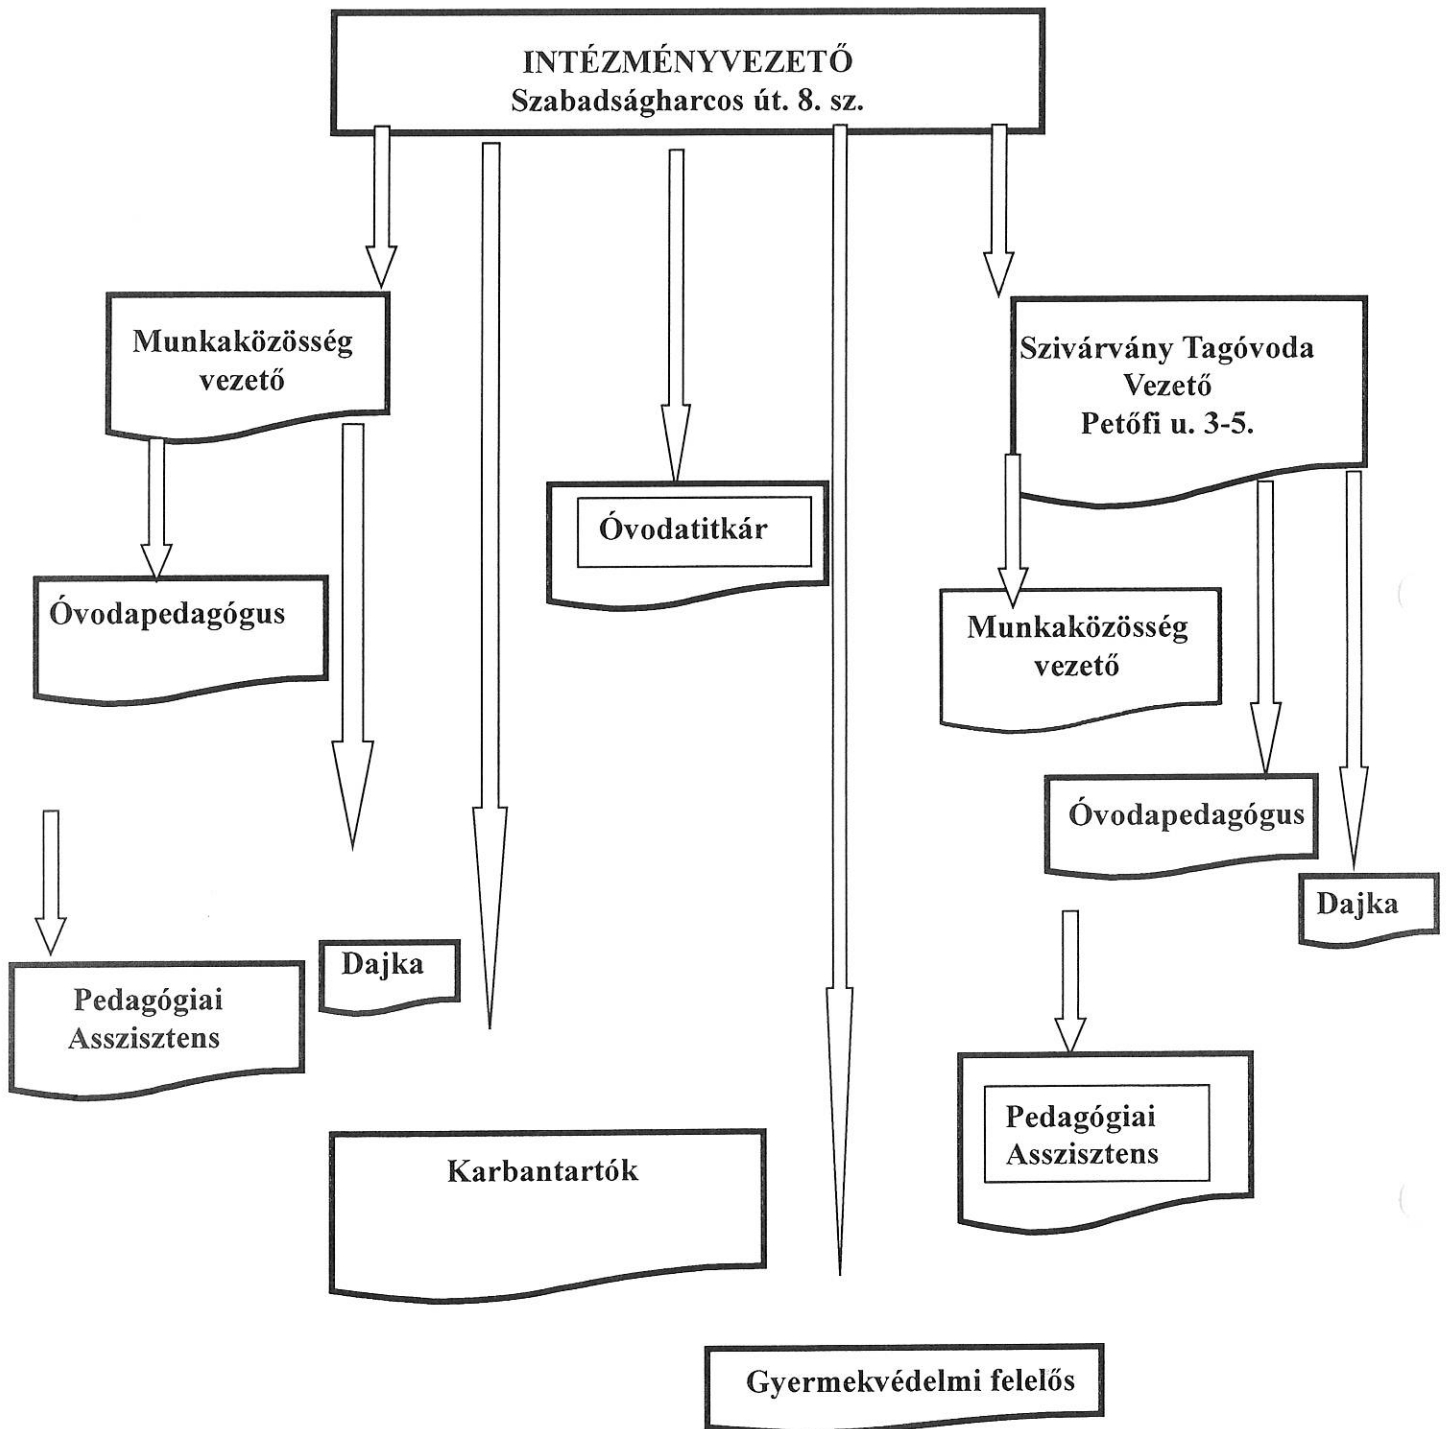 INTÉZMÉNYVEZETŐ
Szabadságharcos út. 8. sz.
Munkaközösség
vezető
Szivárvány Tagóvoda
Vezető
Petőfi u. 3-5.
Óvodatitkár
Óvodapedagógus
Munkaközösség
vezető
Óvodapedagógus
Dajka
Dajka
Pedagógiai
Asszisztens
Pedagógiai
Asszisztens
Karbantartók
Gyermekvédelmi felelős